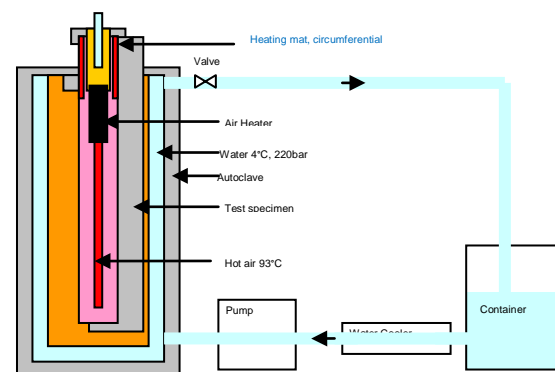 Heating mat, circumferential
Valve
Air Heater
Water 4°C, 220bar
Autoclave
Test specimen
Hot air 93°C
Pump
Water Cooler
Container